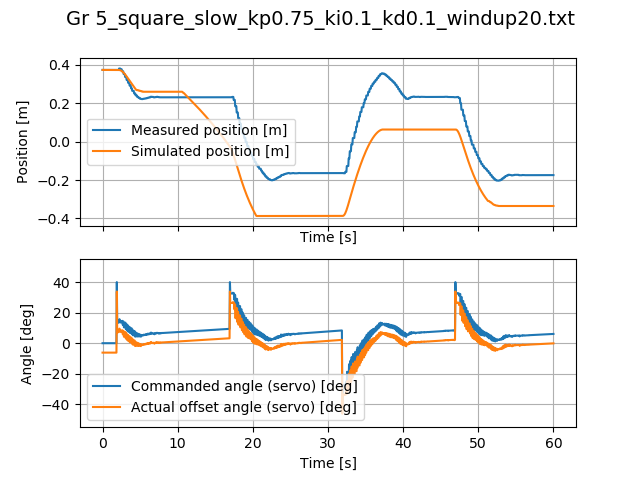 Gr 5_square_slow_kp0.75_ki0.1_kd0.1_windup20.txt
Position [m]
0.4
0.2
0.0
−0.2
−0.4
Measured position [m]
Simulated position [m]
Time [s]
Angle [deg]
40
20
0
−20
−40
Commanded angle (servo) [deg]
Actual offset angle (servo) [deg]
0 10 20 30 40 50 60
Time [s]